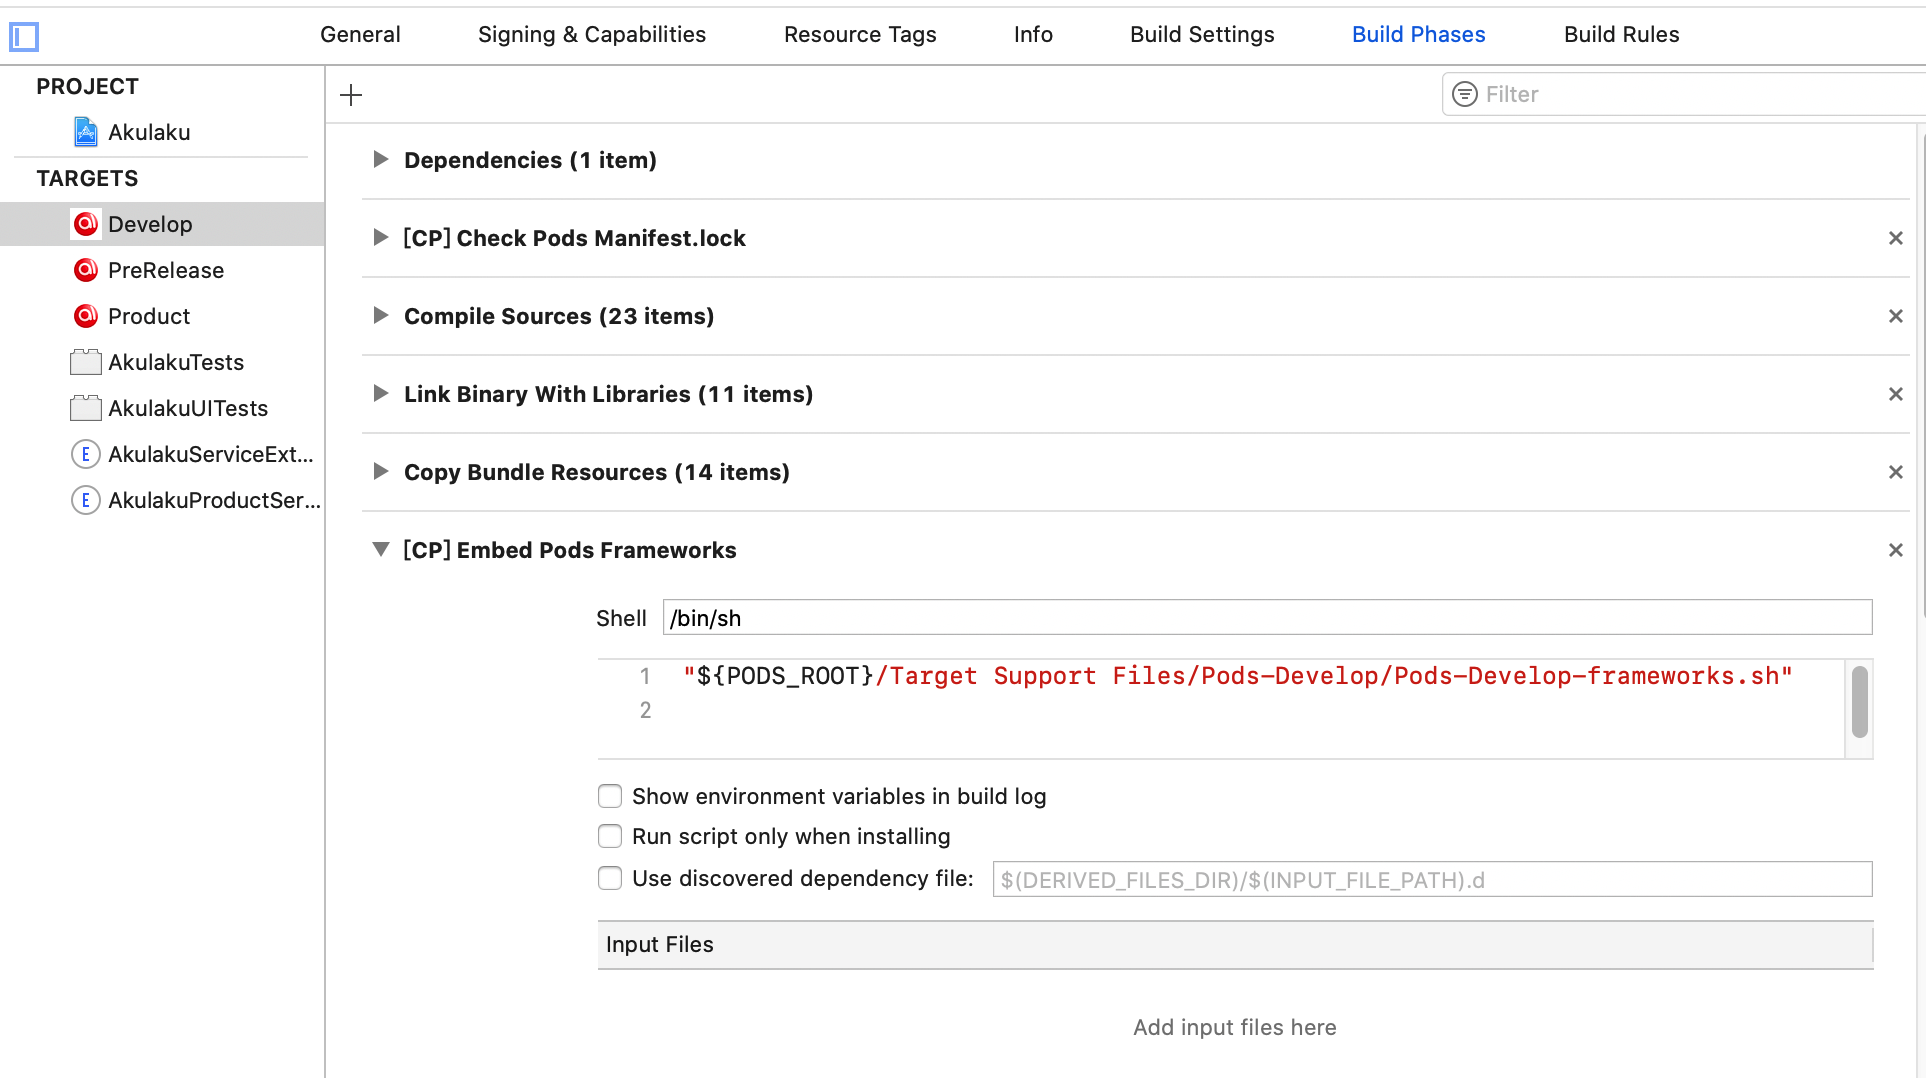 General Signing & Capabilities Resource Tags Info Build Settings Build Phases Build Rules
PROJECT
Akulaku
TARGETS
Develop
PreRelease
Product
AkulakuTests
AkulakuUITests
AkulakuServiceExt...
AkulakuProductSer...
Filter
Dependencies (1 item)
[CP] Check Pods Manifest.lock
Compile Sources (23 items)
Link Binary With Libraries (11 items)
Copy Bundle Resources (14 items)
[CP] Embed Pods Frameworks
Shell /bin/sh
1 "${PODS_ROOT}/Target Support Files/Pods-Develop/Pods-Develop-frameworks.sh"
2
Show environment variables in build log
Run script only when installing
Use discovered dependency file: $(DERIVED_FILES_DIR)/$(INPUT_FILE_PATH).d
Input Files
Add input files here